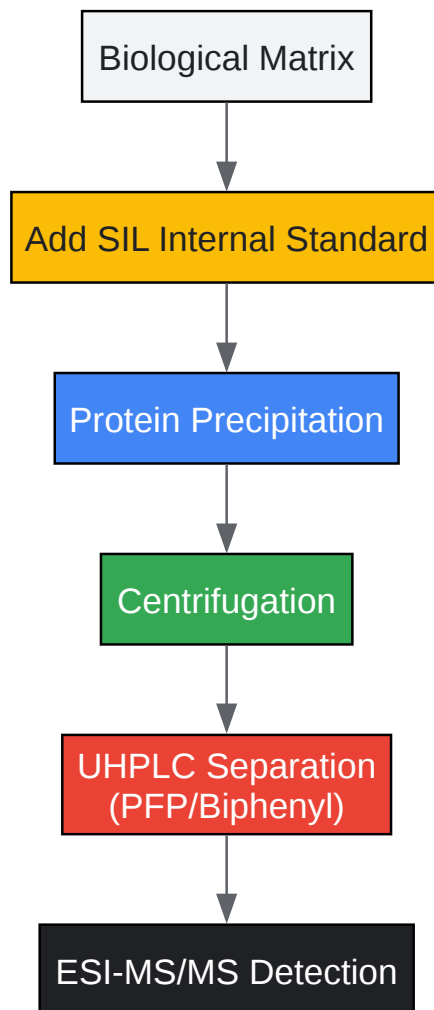 Biological Matrix
Add SIL Internal Standard
Protein Precipitation
Centrifugation
UHPLC Separation
(PFP/Biphenyl)
ESI-MS/MS Detection